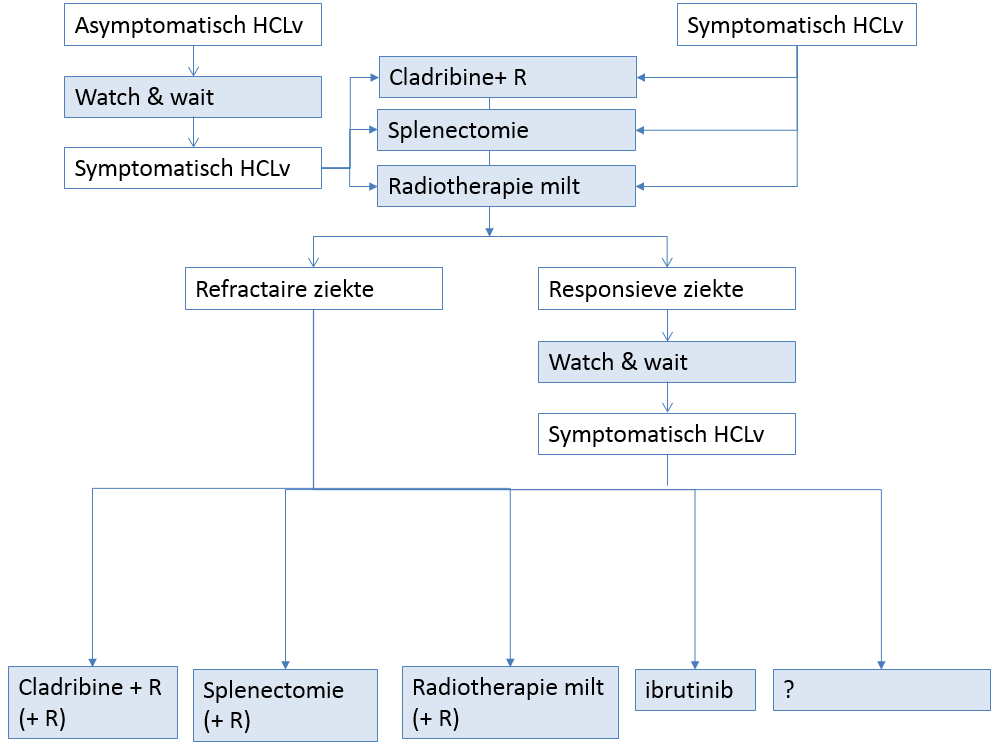 Asymptomatisch HCLv
Symptomatisch HCLv
Cladribine+ R
Watch & wait
Splenectomie
Symptomatisch HCLv
Radiotherapie milt
Refractaire ziekte
Responsieve ziekte
Watch & wait
Symptomatisch HCLv
Cladribine + R
(+ R)
Splenectomie
(+ R)
Radiotherapie milt
(+ R)
ibrutinib
?